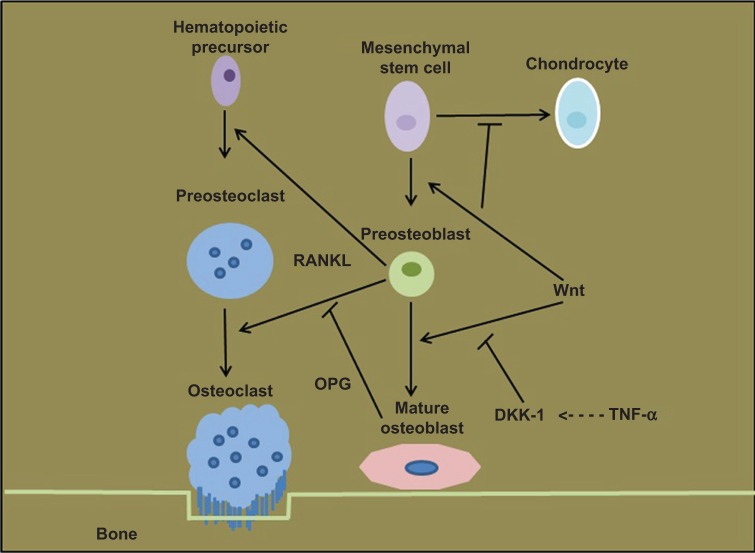 Hematopoietic
precursor
Mesenchymal
stem cell
Chondrocyte
Preosteoclast
Preosteoblast
RANKL
Wnt
OPG
Osteoclast
Mature
osteoblast
DKK-1 <---- TNF-α
Bone